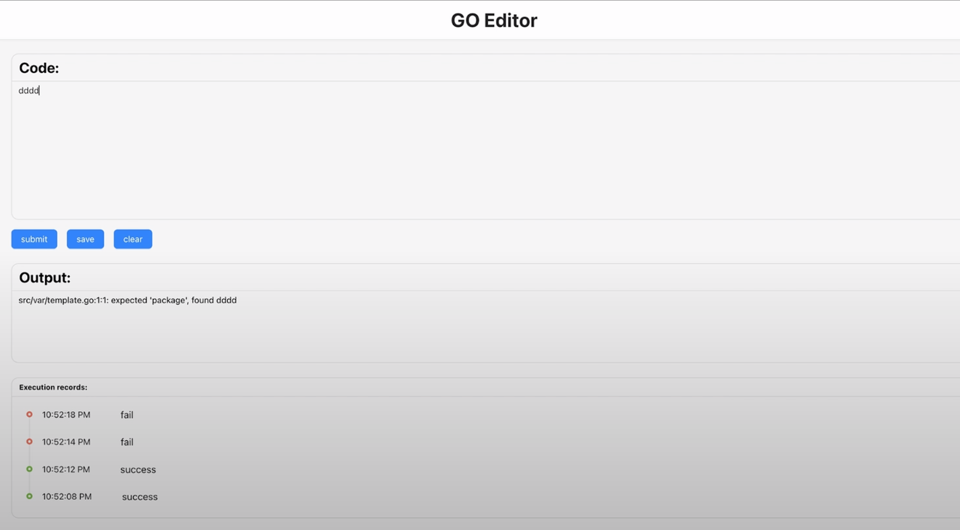 GO Editor
Code:
dddd
submit save clear
Output:
src/var/template.go:1:1: expected 'package', found dddd
Execution records:
10:52:18 PM fail
10:52:14 PM fail
10:52:12 PM success
10:52:08 PM success